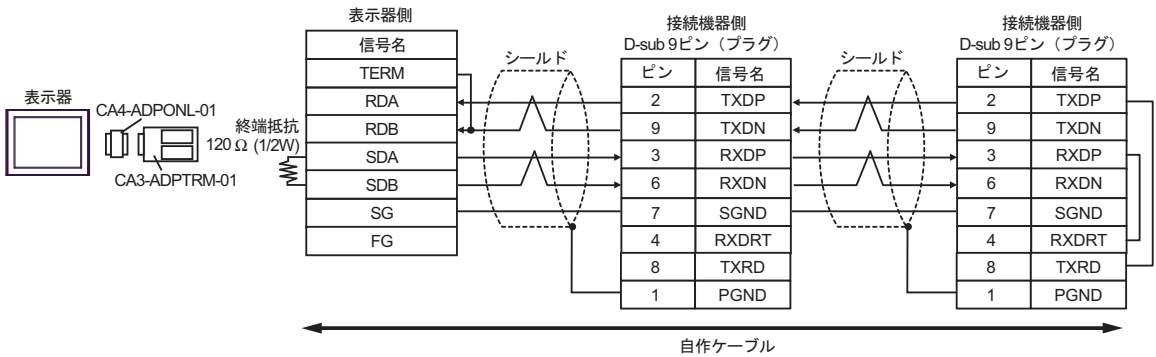 表示器
CA4-ADPONL-01
CA3-ADPTRM-01
終端抵抗
120 Ω (1/2W)
表示器側
信号名
TERM
RDA
RDB
SDA
SDB
SG
FG
シールド
接続機器側
D-sub 9ピン（プラグ）
ピン 信号名
2 TXDP
9 TXDN
3 RXDP
6 RXDN
7 SGND
4 RXDRT
8 TXRD
1 PGND
シールド
接続機器側
D-sub 9ピン（プラグ）
ピン 信号名
2 TXDP
9 TXDN
3 RXDP
6 RXDN
7 SGND
4 RXDRT
8 TXRD
1 PGND
自作ケーブル